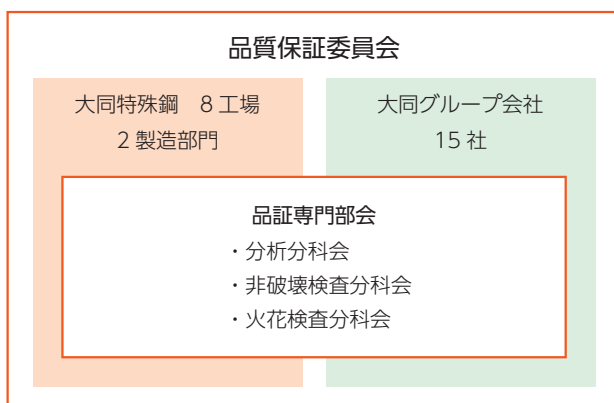 品質保証委員会
大同特殊鋼　8工場
2製造部門
大同グループ会社
15社
品証専門部会
・分析分科会
・非破壊検査分科会
・火花検査分科会